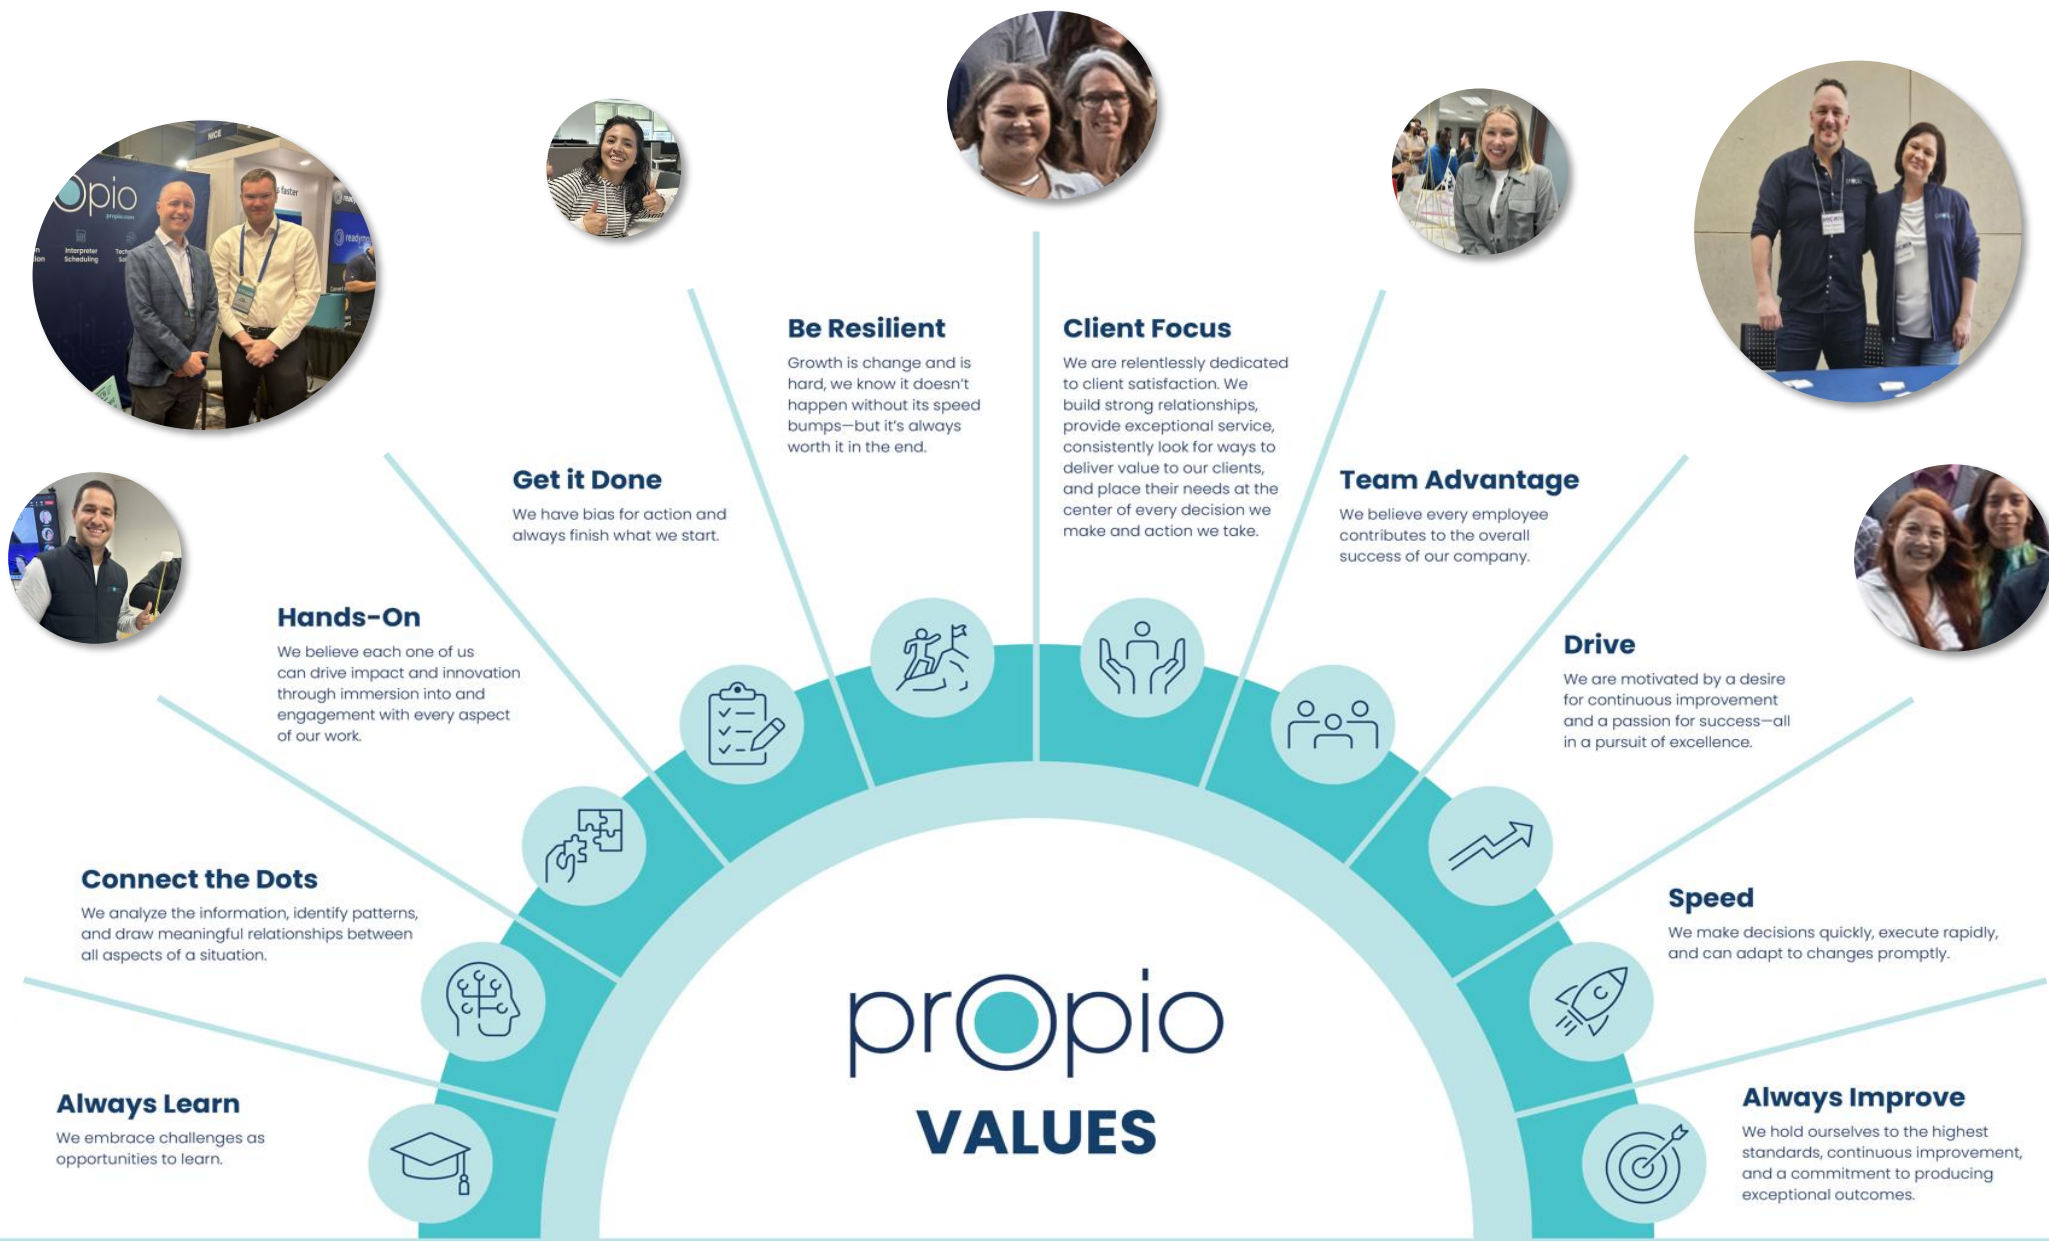 NICE
Opio
propio.com
Interpreter
Scheduling
s faster
readym
Be Resilient
Growth is change and is
hard, we know it doesn't
happen without its speed
bumps—but it's always
worth it in the end.
Client Focus
We are relentlessly dedicated
to client satisfaction. We
build strong relationships,
provide exceptional service,
consistently look for ways to
deliver value to our clients,
and place their needs at the
center of every decision we
make and action we take.
Get it Done
We have bias for action and
always finish what we start.
Team Advantage
We believe every employee
contributes to the overall
success of our company.
Hands-On
We believe each one of us
can drive impact and innovation
through immersion into and
engagement with every aspect
of our work.
Drive
We are motivated by a desire
for continuous improvement
and a passion for success—all
in a pursuit of excellence.
Connect the Dots
We analyze the information, identify patterns,
and draw meaningful relationships between
all aspects of a situation.
Speed
We make decisions quickly, execute rapidly,
and can adapt to changes promptly.
Always Learn
We embrace challenges as
opportunities to learn.
Always Improve
We hold ourselves to the highest
standards, continuous improvement,
and a commitment to producing
exceptional outcomes.
propio
VALUES